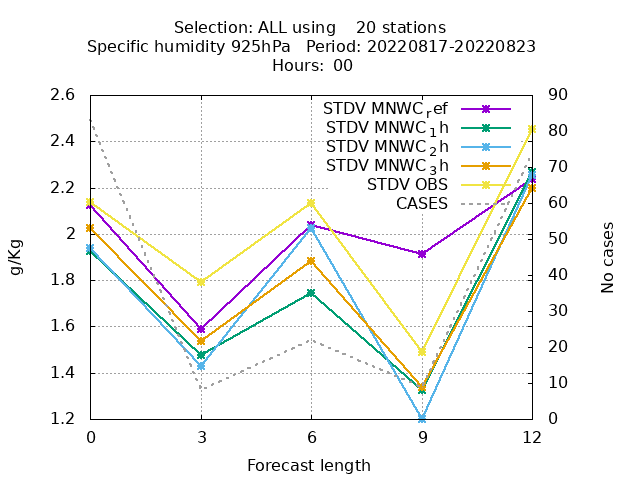 Selection: ALL using    20 stations
Specific humidity 925hPa   Period: 20220817-20220823
Hours:  00
2.6
2.4
2.2
2
1.8
1.6
1.4
1.2
90
80
70
60
50
40
30
20
10
0
STDV MNWC_ref
STDV MNWC_1h
STDV MNWC_2h
STDV MNWC_3h
STDV OBS
CASES
g/Kg
No cases
0 3 6 9 12
Forecast length